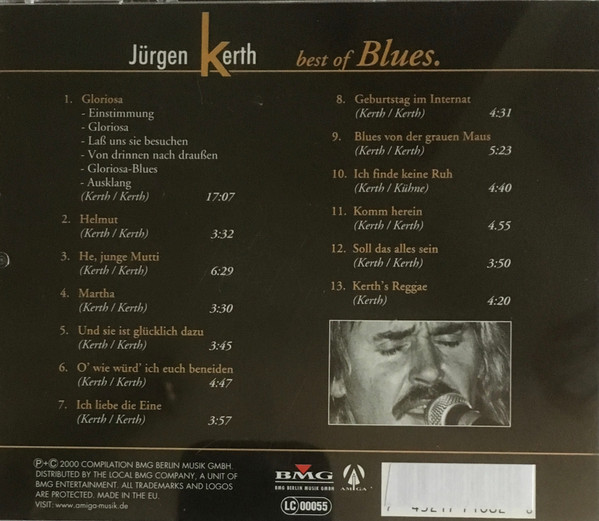 Jürgen Kerth best of Blues.
1. Gloriosa
- Einstimmung
- Gloriosa
- Laß uns sie besuchen
- Von drinnen nach draußen
- Gloriosa-Blues
- Ausklang
(Kerth / Kerth) 17:07
2. Helmut
(Kerth / Kerth) 3:32
3. He, junge Mutti
(Kerth / Kerth) 6:29
4. Martha
(Kerth / Kerth) 3:30
5. Und sie ist glücklich dazu
(Kerth / Kerth) 3:45
6. O' wie würd' ich euch beneiden
(Kerth / Kerth) 4:47
7. Ich liebe die Eine
(Kerth / Kerth) 3:57
8. Geburtstag im Internat
(Kerth / Kerth) 4:31
9. Blues von der grauen Maus
(Kerth / Kerth) 5:23
10. Ich finde keine Ruh
(Kerth / Kühne) 4:40
11. Komm herein
(Kerth / Kerth) 4.55
12. Soll das alles sein
(Kerth / Kerth) 3:50
13. Kerth's Reggae
(Kerth) 4:20
P+C 2000 COMPILATION BMG BERLIN MUSIK GMBH.
DISTRIBUTED BY THE LOCAL BMG COMPANY, A UNIT OF
BMG ENTERTAINMENT. ALL TRADEMARKS AND LOGOS
ARE PROTECTED. MADE IN THE EU.
VISIT: www.amiga-musik.de
BMG
BMG BERLIN MUSIK GMBH
LC 00055
AMIGA